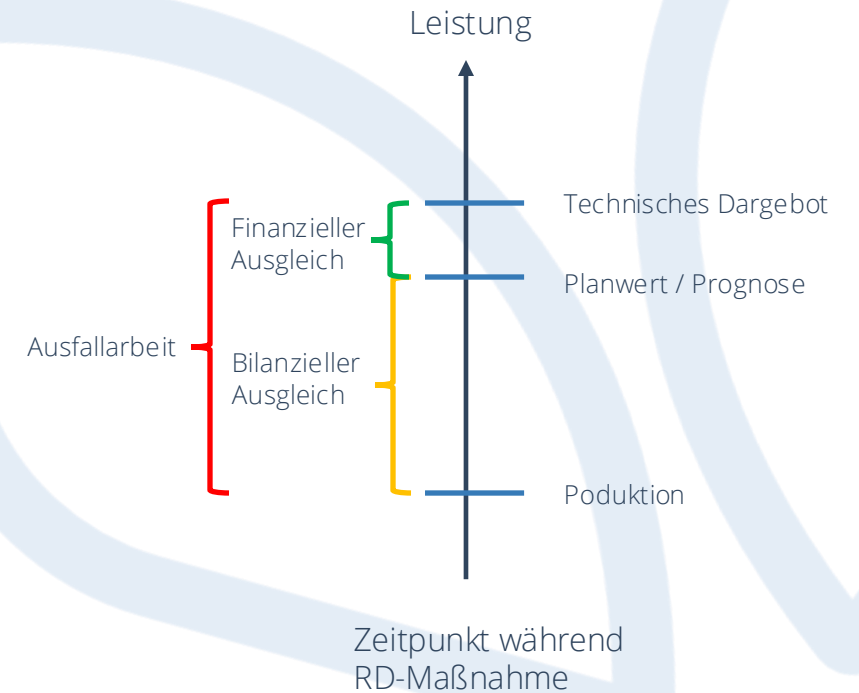 Leistung
Technisches Dargebot
Finanzieller
Ausgleich
Planwert / Prognose
Ausfallarbeit
Bilanzieller
Ausgleich
Poduktion
Zeitpunkt während
RD-Maßnahme